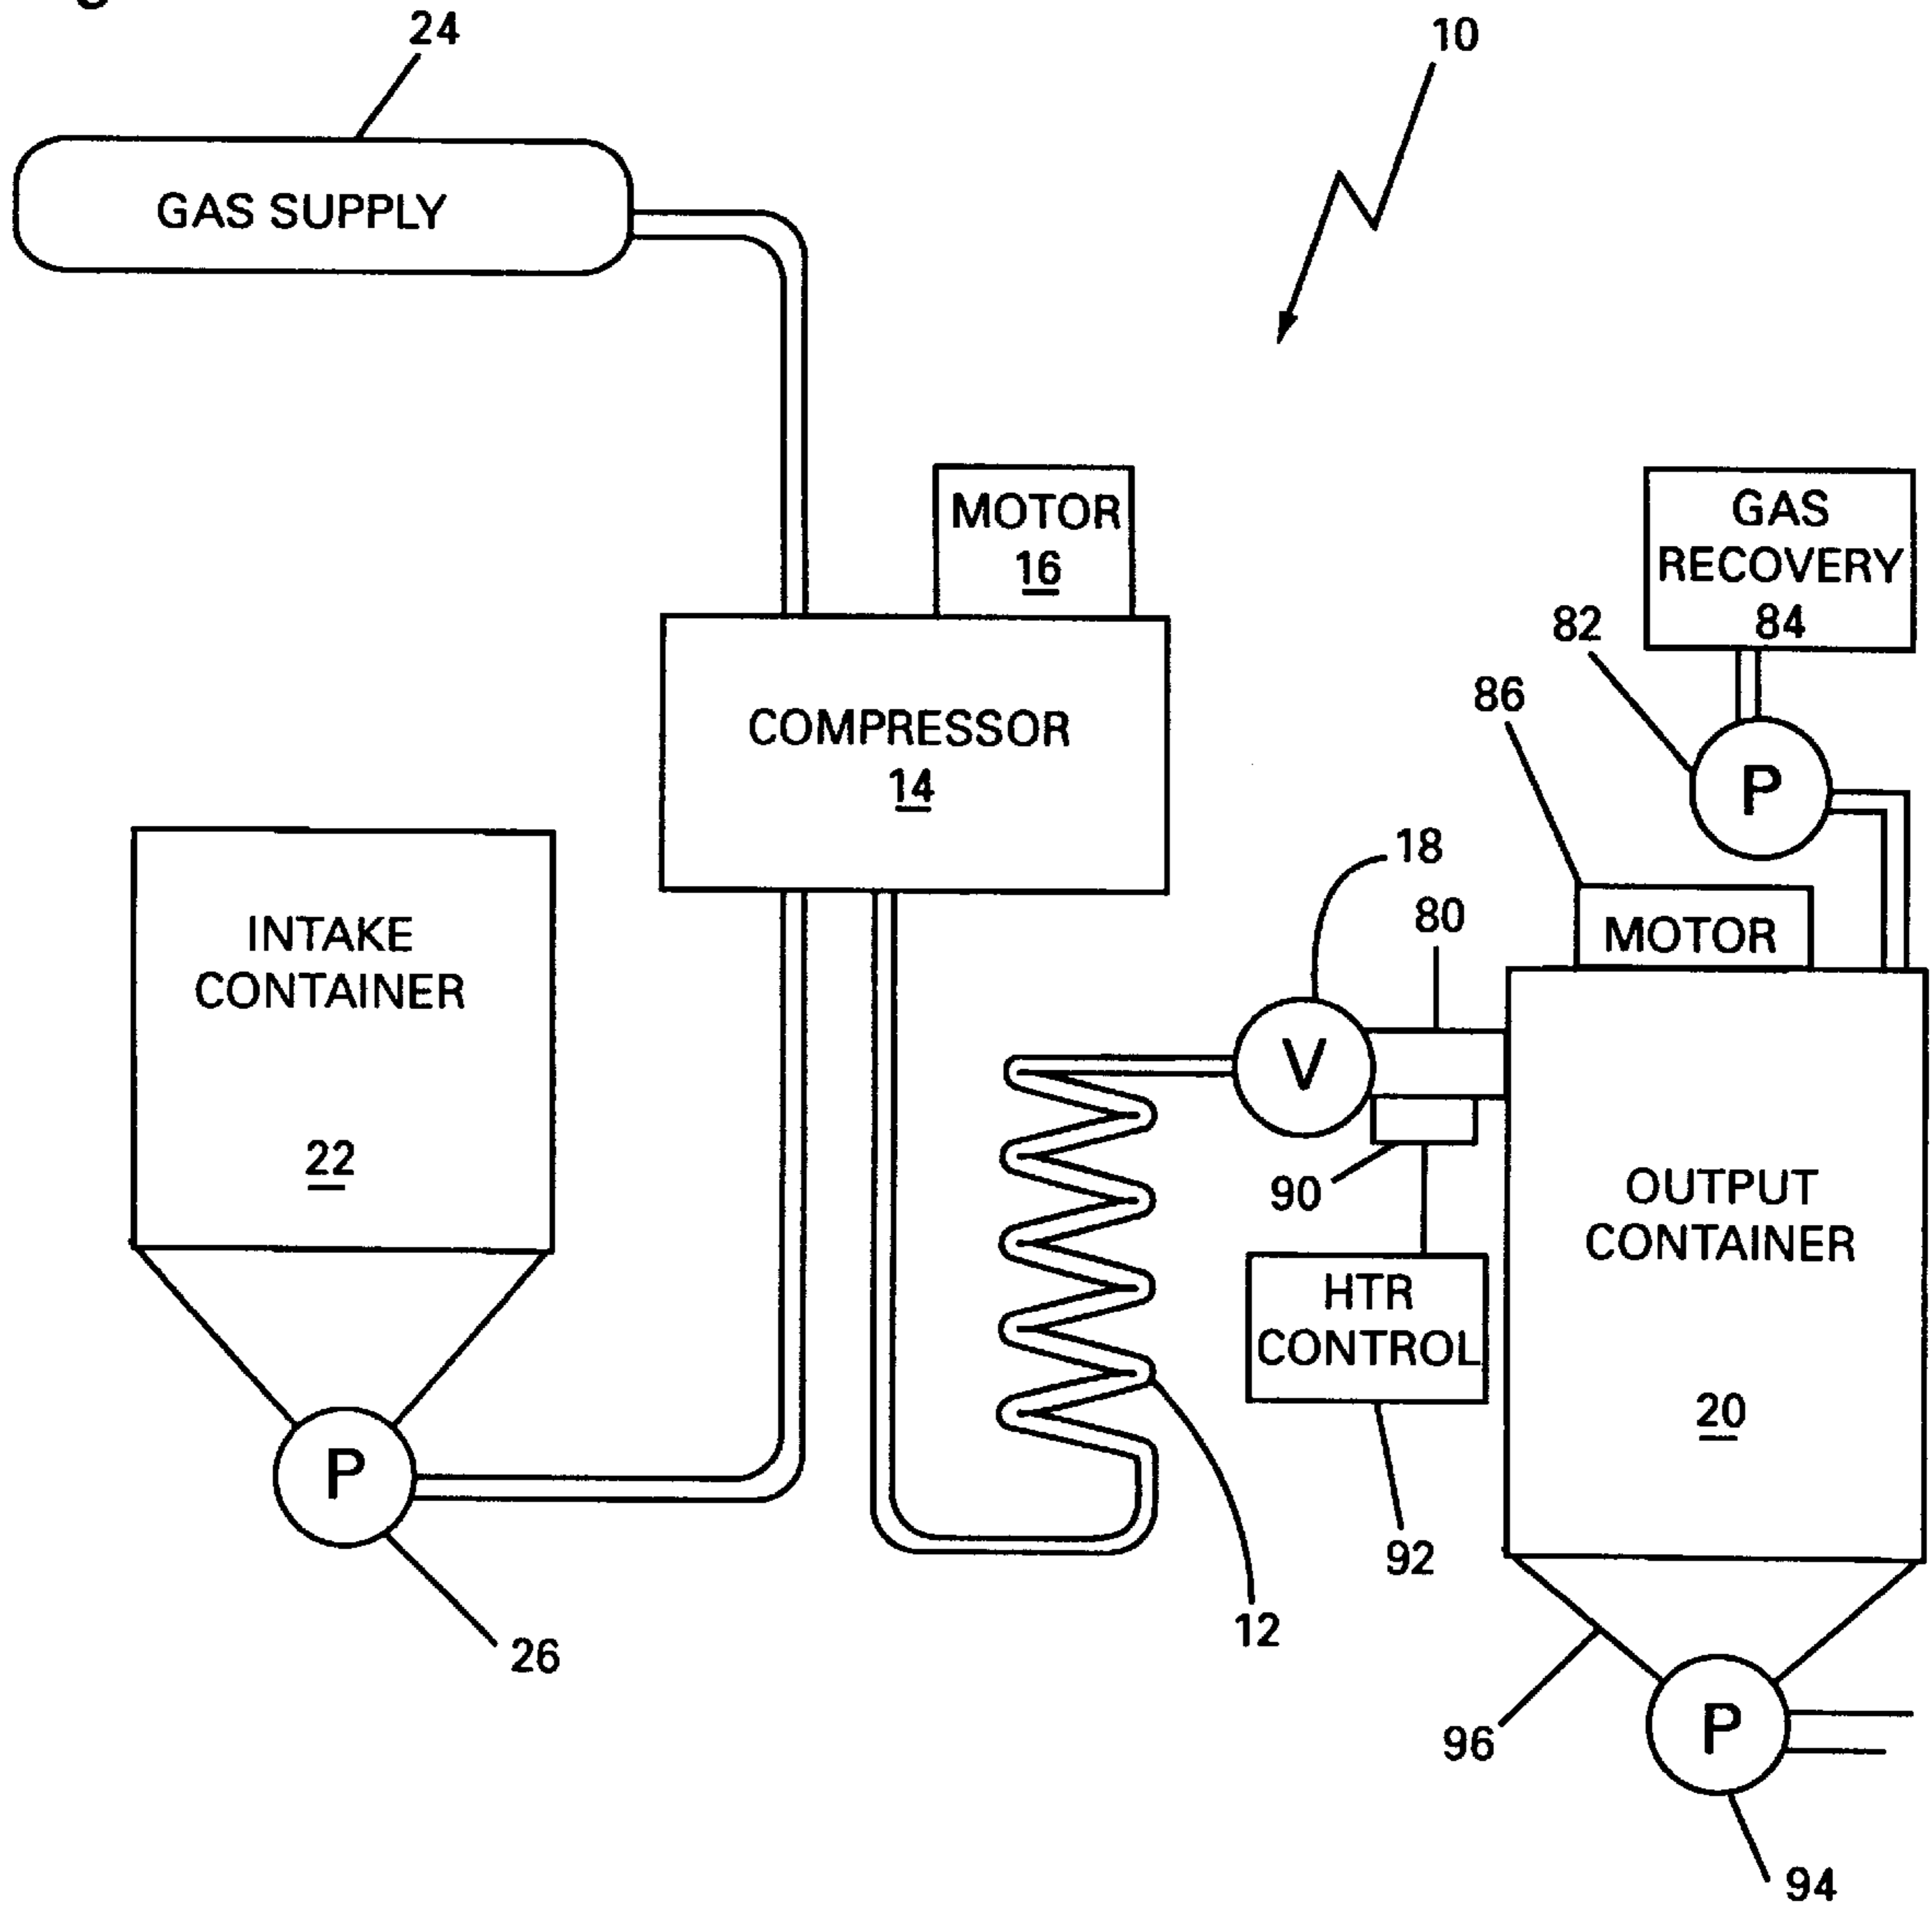 24
10
GAS SUPPLY
MOTOR
16
GAS
RECOVERY
84
82
86
COMPRESSOR
14
P
18
80
MOTOR
INTAKE
CONTAINER
22
V
90
OUTPUT
CONTAINER
20
HTR
CONTROL
P
92
12
26
96
P
94